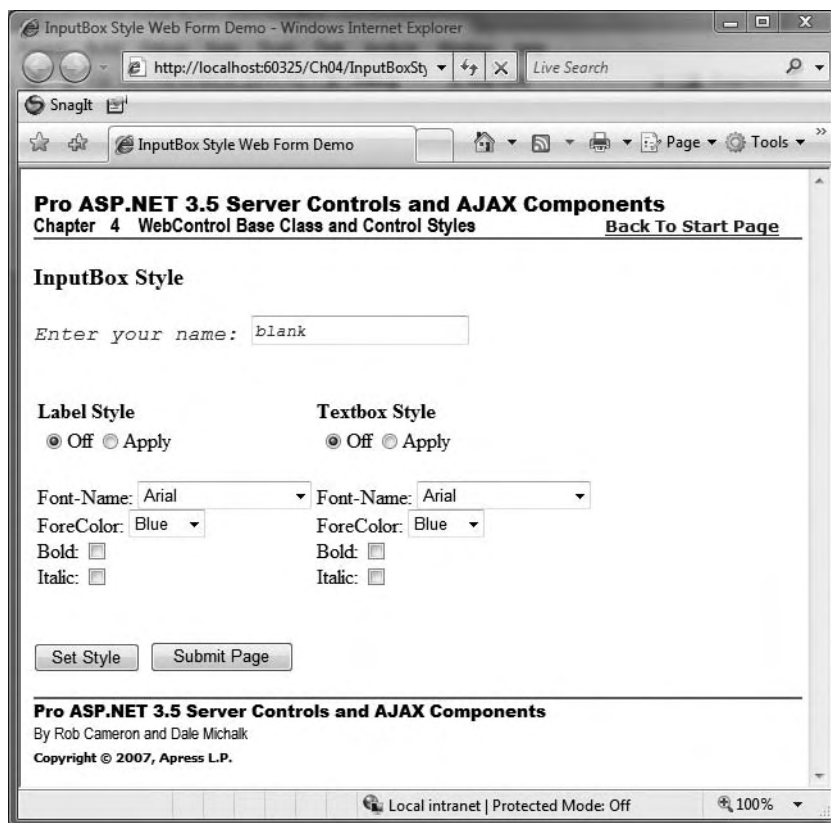 InputBox Style Web Form Demo - Windows Internet Explorer
http://localhost:60325/Ch04/InputBoxSty Live Search
SnagIt
InputBox Style Web Form Demo Page Tools »
Pro ASP.NET 3.5 Server Controls and AJAX Components
Chapter 4 WebControl Base Class and Control Styles Back To Start Page
InputBox Style
Enter your name: blank
Label Style Textbox Style
Off Apply Off Apply
Font-Name: Arial Font-Name: Arial
ForeColor: Blue ForeColor: Blue
Bold: Bold:
Italic: Italic:
Set Style Submit Page
Pro ASP.NET 3.5 Server Controls and AJAX Components
By Rob Cameron and Dale Michalk
Copyright © 2007, Apress L.P.
Local intranet | Protected Mode: Off 100%